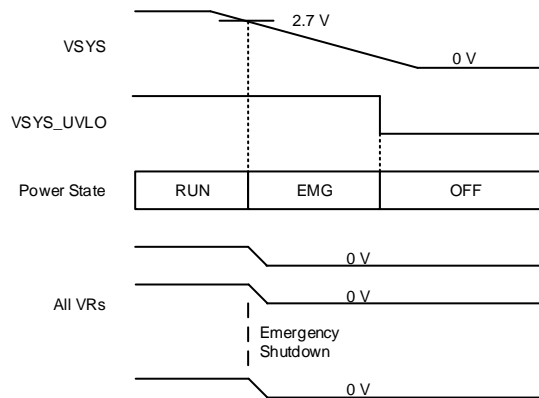 2.7 V
VSYS
0 V
VSYS_UVLO
Power State
RUN
EMG
OFF
0 V
All VRs
0 V
Emergency
Shutdown
0 V